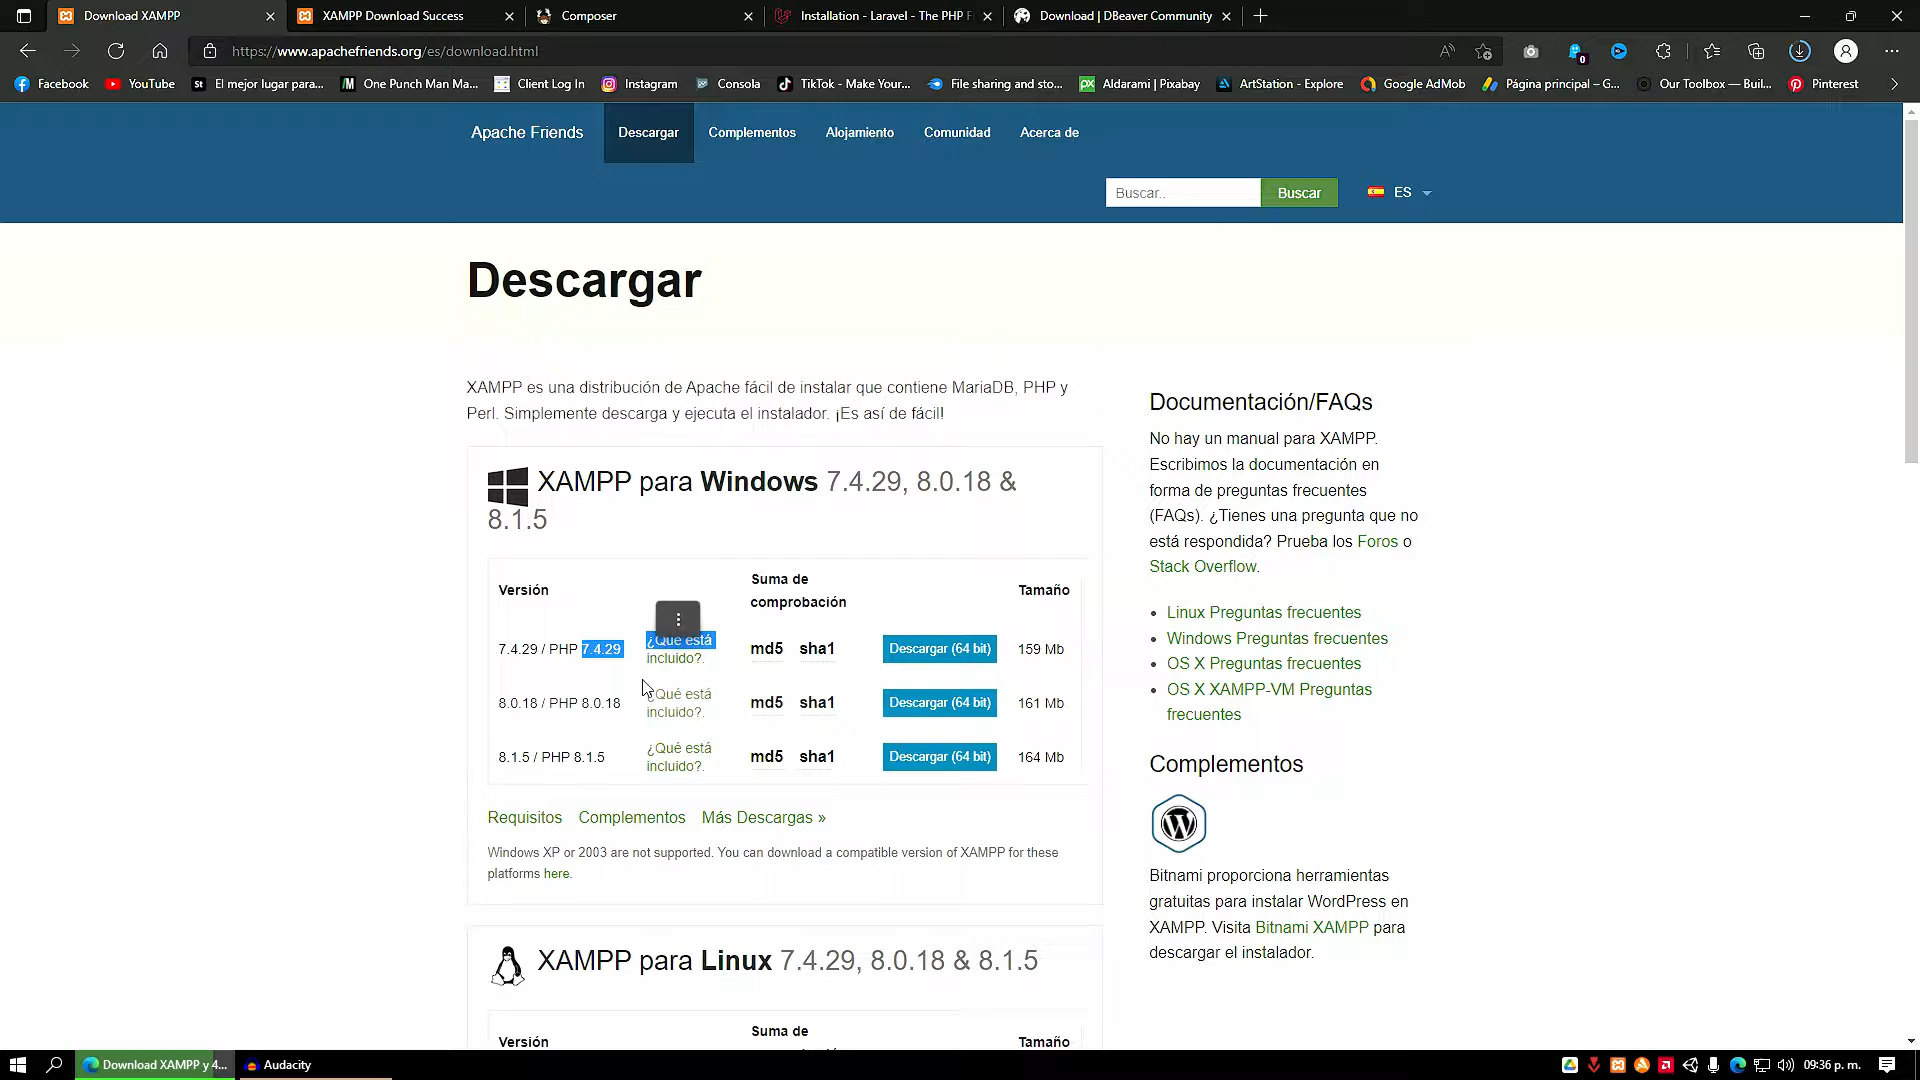 Download XAMPP
XAMPP Download Success
Composer
Installation - Laravel - The PHP F
Download | DBeaver Community
https://www.apachefriends.org/es/download.html
0
Facebook
YouTube
El mejor lugar para...
One Punch Man Ma...
Client Log In
Instagram
Consola
TikTok - Make Your...
File sharing and sto...
Aldarami | Pixabay
ArtStation - Explore
Google AdMob
Página principal – G...
Our Toolbox — Buil...
Pinterest
Apache Friends
Descargar
Complementos
Alojamiento
Comunidad
Acerca de
Buscar..
Buscar
ES
Descargar
XAMPP es una distribución de Apache fácil de instalar que contiene MariaDB, PHP y
Perl. Simplemente descarga y ejecuta el instalador. ¡Es así de fácil!
XAMPP para Windows 7.4.29, 8.0.18 &
8.1.5
Versión
Suma de
comprobación
Tamaño
7.4.29 / PHP 7.4.29
¿Qué está
incluido?.
md5
sha1
Descargar (64 bit)
159 Mb
8.0.18 / PHP 8.0.18
¿Qué está
incluido?.
md5
sha1
Descargar (64 bit)
161 Mb
8.1.5 / PHP 8.1.5
¿Qué está
incluido?.
md5
sha1
Descargar (64 bit)
164 Mb
Requisitos
Complementos
Más Descargas »
Windows XP or 2003 are not supported. You can download a compatible version of XAMPP for these
platforms here.
XAMPP para Linux 7.4.29, 8.0.18 & 8.1.5
Versión
Suma de
Tamaño
Documentación/FAQs
No hay un manual para XAMPP.
Escribimos la documentación en
forma de preguntas frecuentes
(FAQs). ¿Tienes una pregunta que no
está respondida? Prueba los Foros o
Stack Overflow.
• Linux Preguntas frecuentes
• Windows Preguntas frecuentes
• OS X Preguntas frecuentes
• OS X XAMPP-VM Preguntas
frecuentes
Complementos
Bitnami proporciona herramientas
gratuitas para instalar WordPress en
XAMPP. Visita Bitnami XAMPP para
descargar el instalador.
Download XAMPP y 4...
Audacity
09:36 p. m.